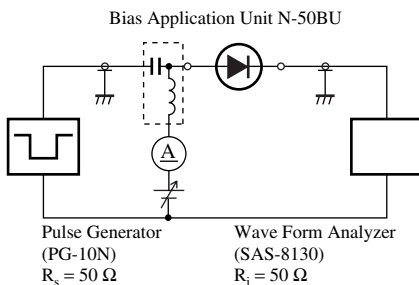 Bias Application Unit N-50BU
A
Pulse Generator
(PG-10N)
Rs = 50 Ω
Wave Form Analyzer
(SAS-8130)
Ri = 50 Ω